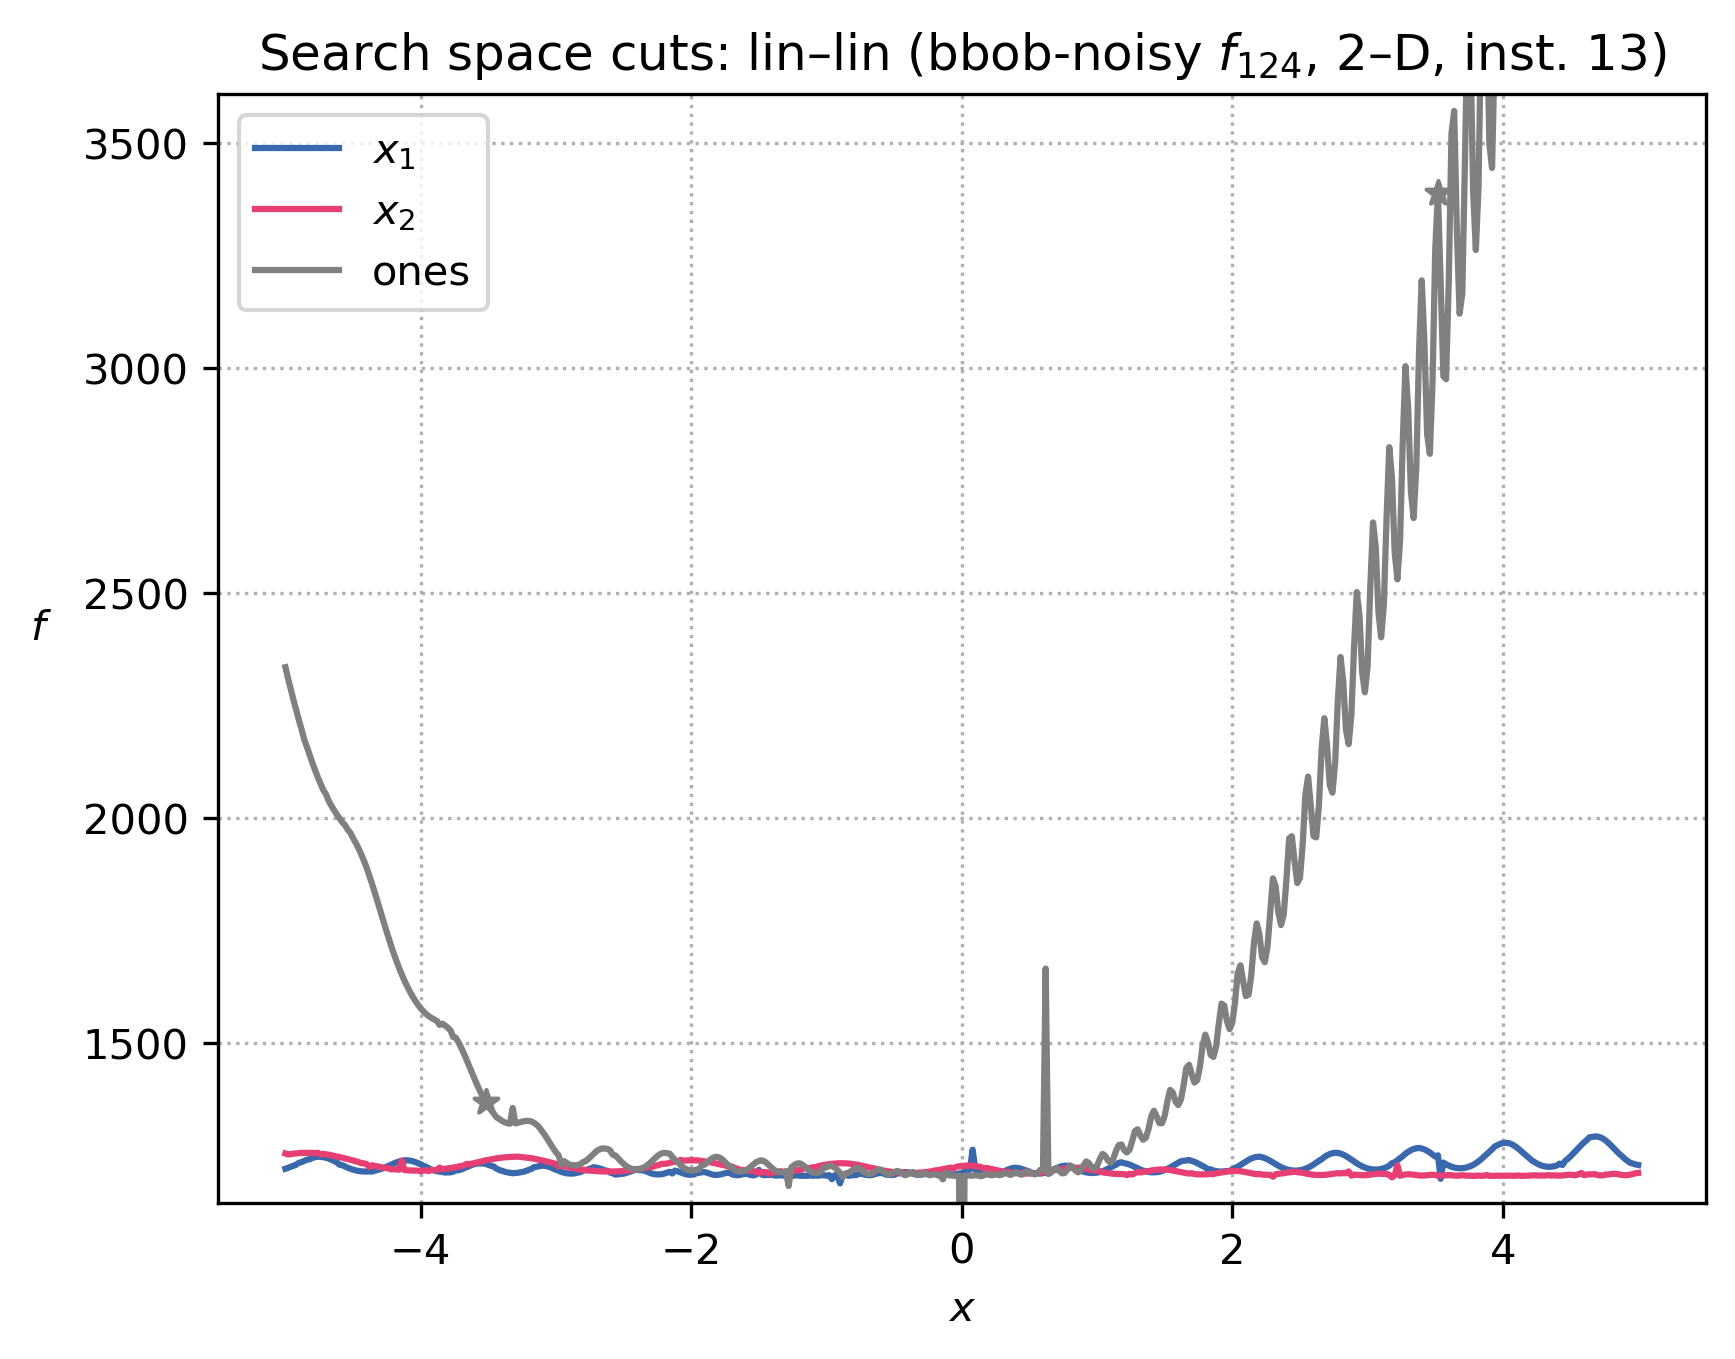 Search space cuts: lin–lin (bbob-noisy f124, 2–D, inst. 13)
x1
x2
ones
3500
3000
2500
2000
1500
f
−4
−2
0
2
4
x